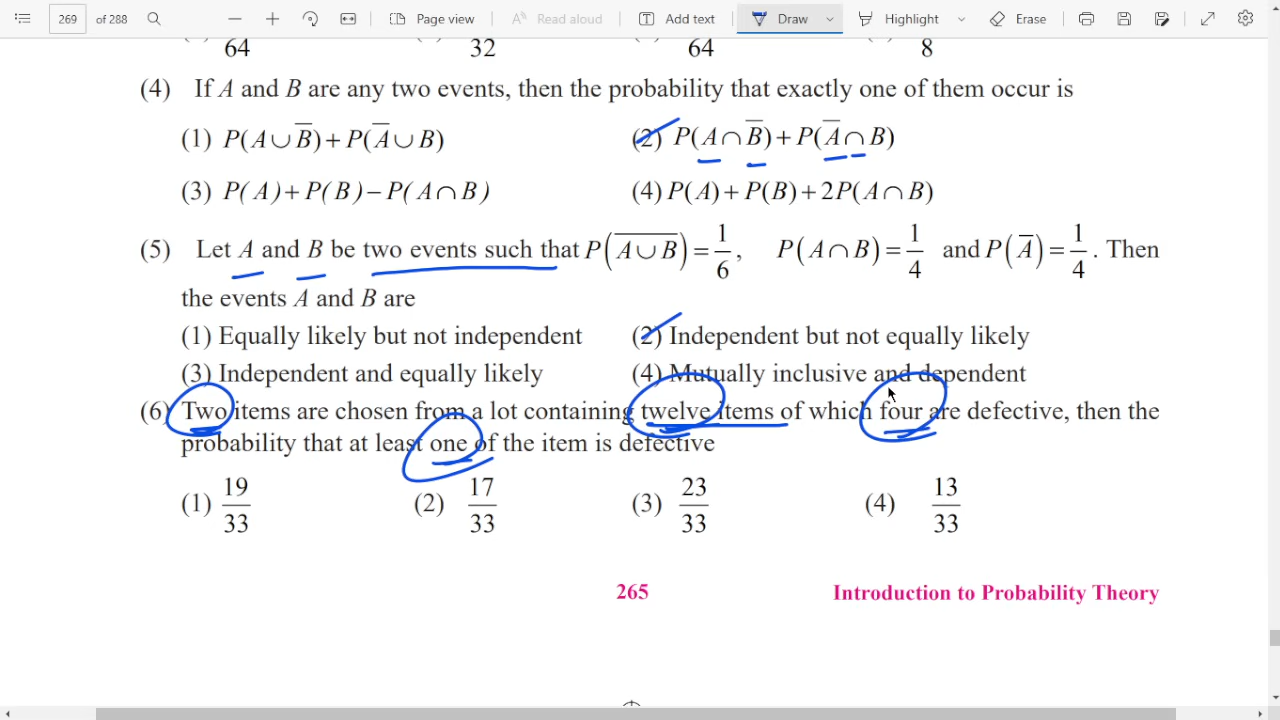 269 of 288 Page view Read aloud Add text Draw Highlight Erase
64 32 64 8
(4) If A and B are any two events, then the probability that exactly one of them occur is
(1) P(A∪B̅)+P(A̅∪B) (2) P(A∩B̅)+P(A̅∩B)
(3) P(A)+P(B)−P(A∩B) (4) P(A)+P(B)+2P(A∩B)
(5) Let A and B be two events such that P(\overline{A∪B})=1/6, P(A∩B)=1/4 and P(A̅)=1/4. Then
the events A and B are
(1) Equally likely but not independent (2) Independent but not equally likely
(3) Independent and equally likely (4) Mutually inclusive and dependent
(6) Two items are chosen from a lot containing twelve items of which four are defective, then the
probability that at least one of the item is defective
(1) 19/33 (2) 17/33 (3) 23/33 (4) 13/33
265 Introduction to Probability Theory